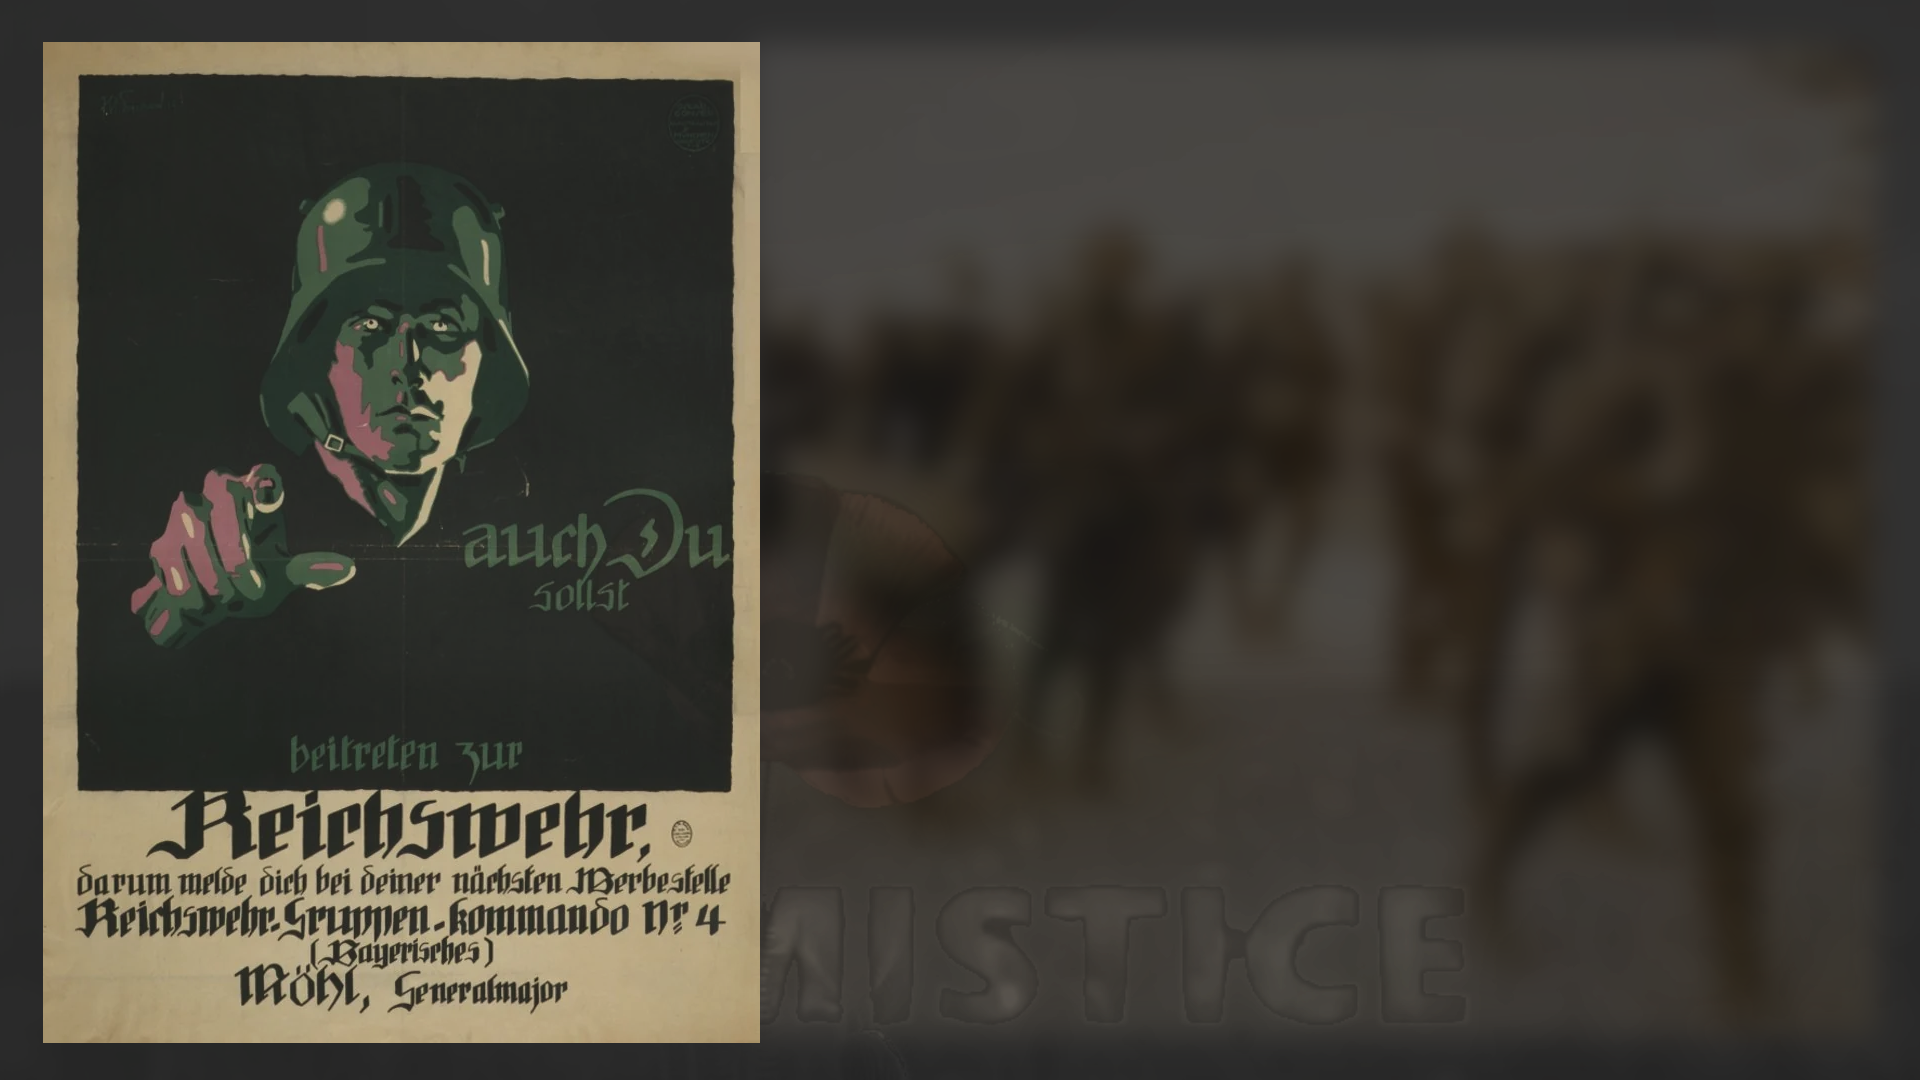 auch Du
sollst
beitreten zur
Reichswehr,
darum melde dich bei deiner nächsten Werbestelle
Reichswehr-Gruppen-kommando Nr. 4
(Bayerisches)
Möhl, Generalmajor
MISTICE